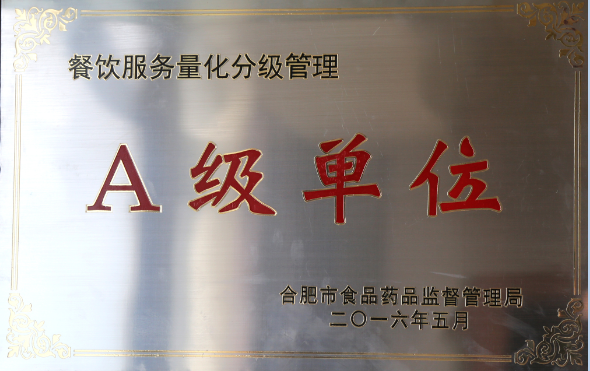 餐饮服务量化分级管理
A级单位
合肥市食品药品监督管理局
二〇一六年五月